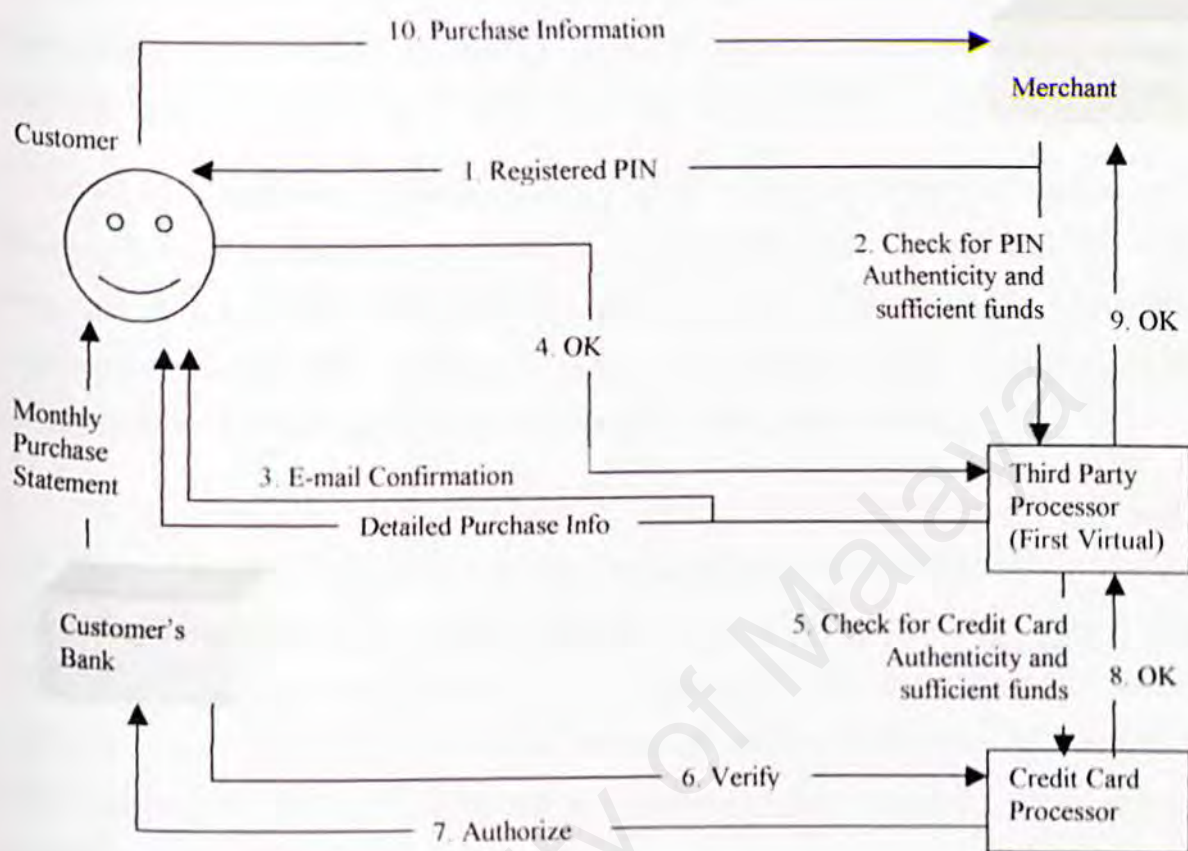 10. Purchase Information
Merchant
Customer
1. Registered PIN
2. Check for PIN
Authenticity and
sufficient funds
9. OK
4. OK
Monthly
Purchase
Statement
3. E-mail Confirmation
Detailed Purchase Info
Third Party
Processor
(First Virtual)
Customer's
Bank
5. Check for Credit Card
Authenticity and
sufficient funds
8. OK
6. Verify
Credit Card
Processor
7. Authorize
y of Malaya